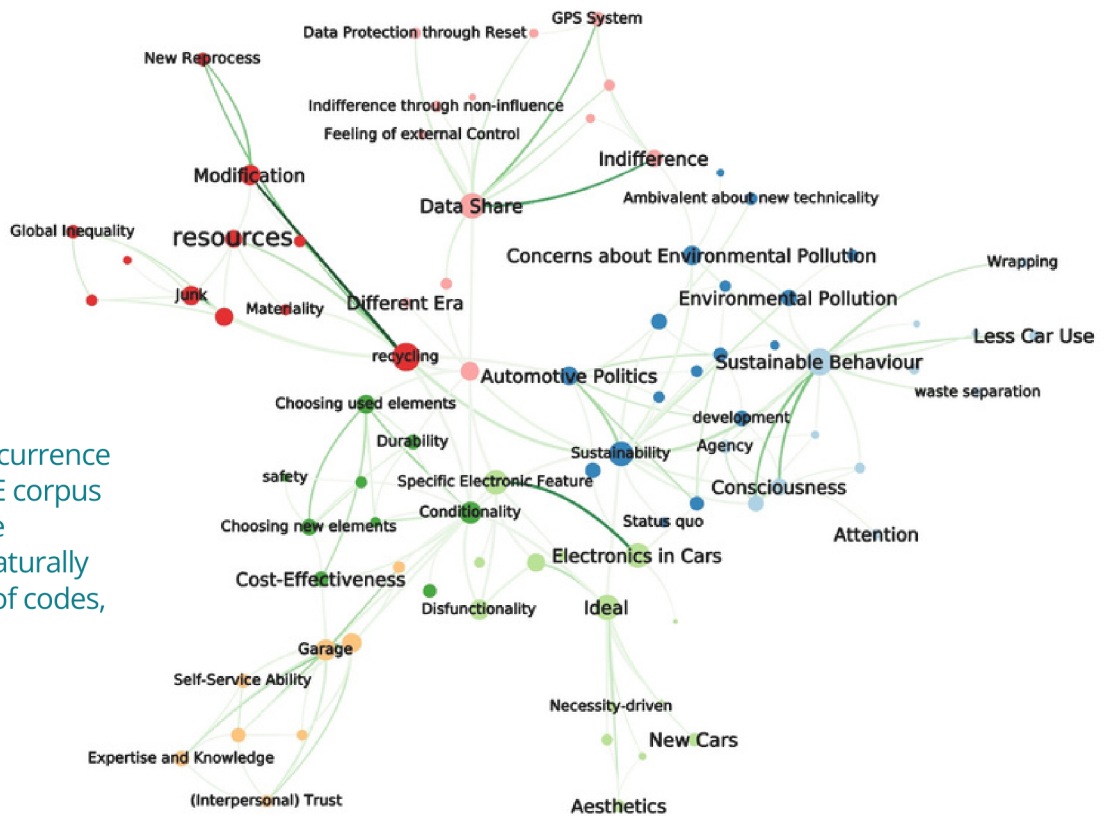 GPS System
Data Protection through Reset
New Reprocess
Indifference through non-influence
Feeling of external Control
Indifference
Modification
Ambivalent about new technicality
Data Share
Global Inequality
resources
Concerns about Environmental Pollution
Wrapping
Junk
Environmental Pollution
Different Era
Materiality
Less Car Use
recycling
Sustainable Behaviour
Automotive Politics
waste separation
Choosing used elements
development
Durability
Agency
currence
Sustainability
safety
Specific Electronic Feature
Consciousness
E corpus
Conditionality
Status quo
Choosing new elements
e
Attention
Electronics in Cars
aturally
Cost-Effectiveness
of codes,
Disfunctionality
Ideal
Garage
Self-Service Ability
Necessity-driven
New Cars
Expertise and Knowledge
(Interpersonal) Trust
Aesthetics